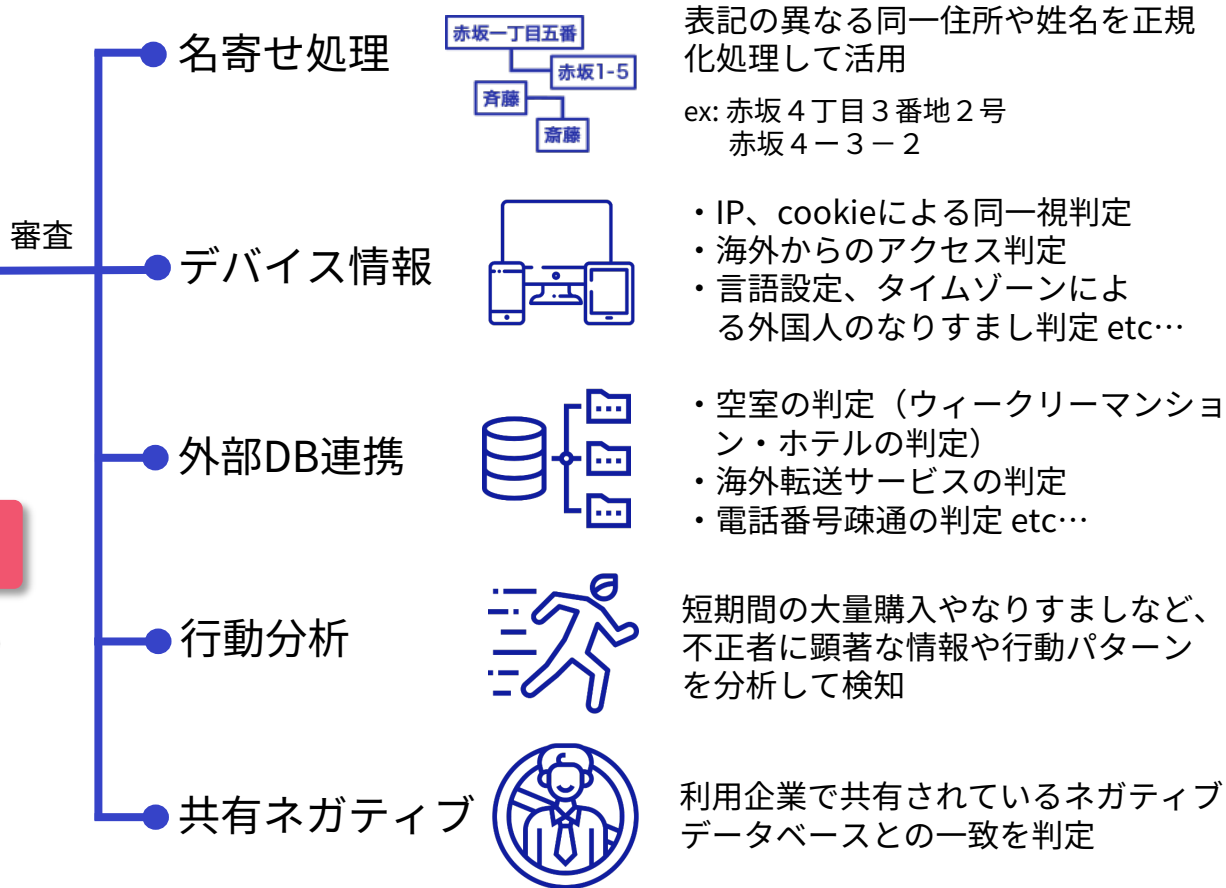 審査
名寄せ処理
赤坂一丁目五番
赤坂1-5
斉藤
斎藤
表記の異なる同一住所や姓名を正規
化処理して活用
ex: 赤坂４丁目３番地２号
赤坂４ー３－２
デバイス情報
・IP、cookieによる同一視判定
・海外からのアクセス判定
・言語設定、タイムゾーンによ
る外国人のなりすまし判定 etc…
外部DB連携
・空室の判定（ウィークリーマンショ
ン・ホテルの判定）
・海外転送サービスの判定
・電話番号疎通の判定 etc…
行動分析
短期間の大量購入やなりすましなど、
不正者に顕著な情報や行動パターン
を分析して検知
共有ネガティブ
利用企業で共有されているネガティブ
データベースとの一致を判定